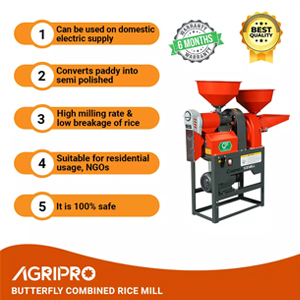 1
Can be used on domestic
electric supply
2
Converts paddy into
semi polished
3
High milling rate &
low breakage of rice
4
Suitable for residential
usage, NGOs
5
It is 100% safe
WARRANTY
6 MONTHS
WARRANTY
BEST
QUALITY
AGRIPRO
BUTTERFLY COMBINED RICE MILL